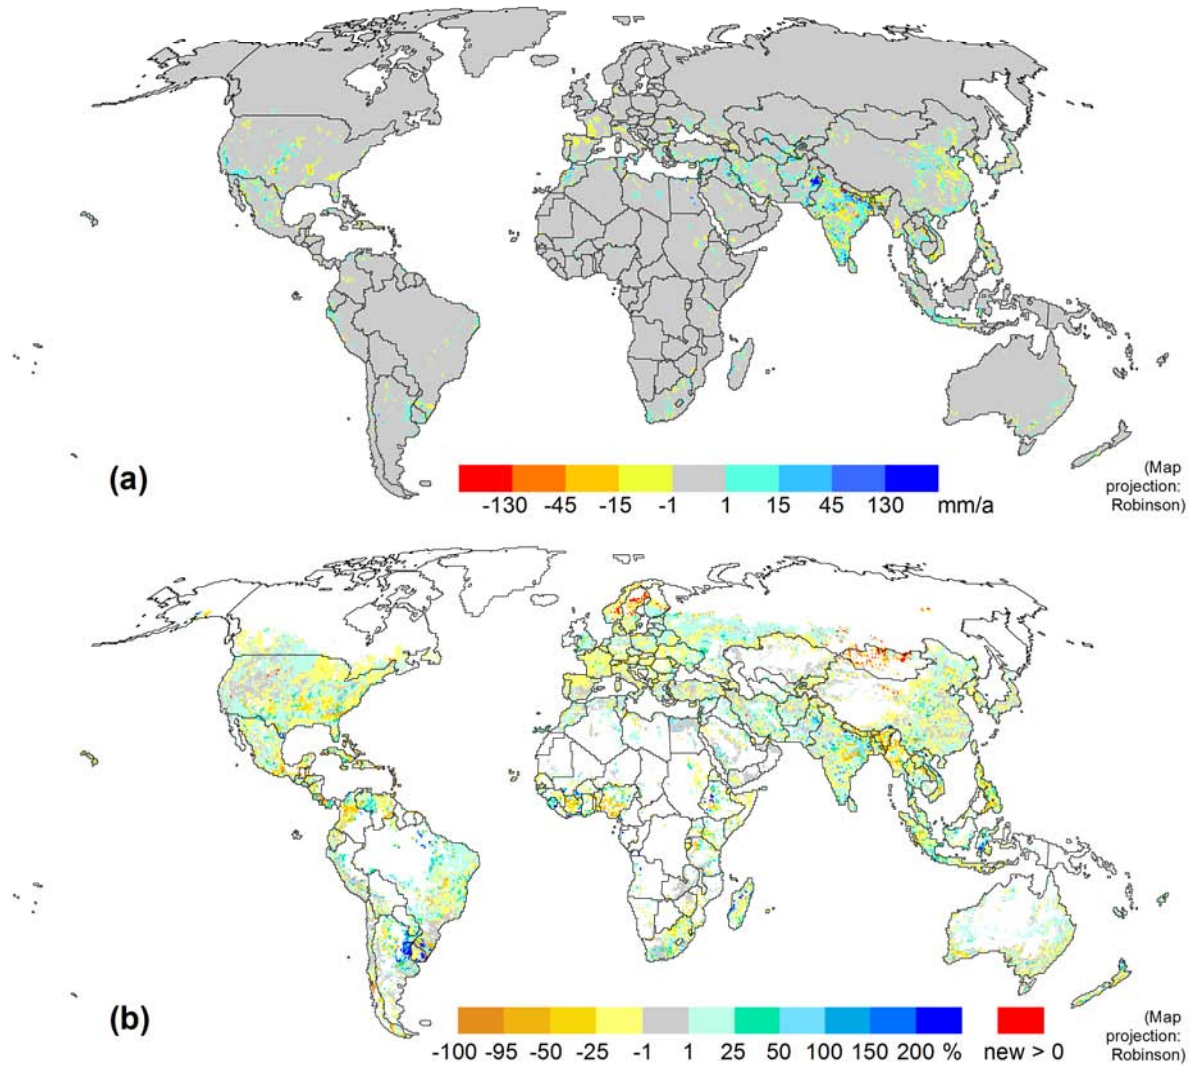 (a)
-130 -45 -15 -1 1 15 45 130 mm/a
(Map
projection:
Robinson)
(b)
-100 -95 -50 -25 -1 1 25 50 100 150 200 % new > 0
(Map
projection:
Robinson)